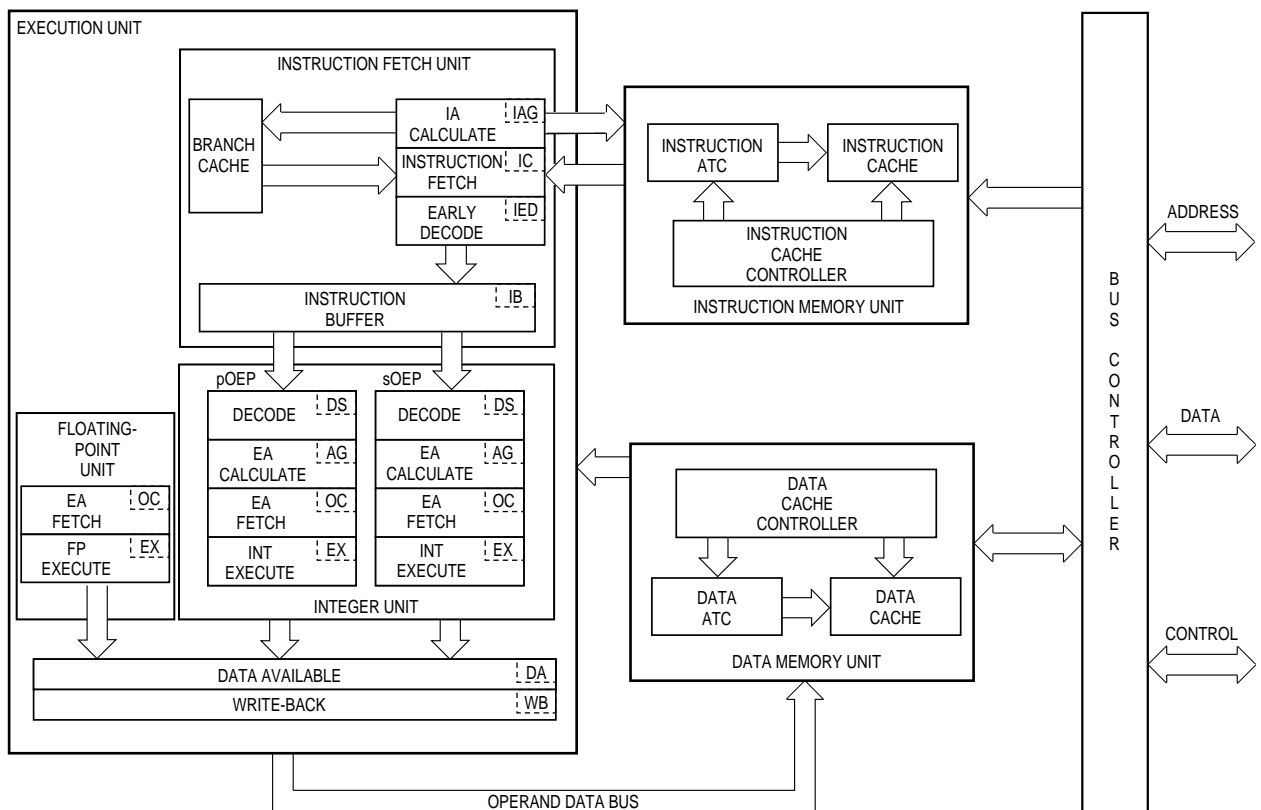 EXECUTION UNIT
INSTRUCTION FETCH UNIT
BRANCH
CACHE
IA
CALCULATE
IAG
INSTRUCTION
FETCH
IC
EARLY
DECODE
IED
INSTRUCTION
BUFFER
IB
pOEP
sOEP
DECODE
DS
EA
CALCULATE
AG
EA
FETCH
OC
INT
EXECUTE
EX
DECODE
DS
EA
CALCULATE
AG
EA
FETCH
OC
INT
EXECUTE
EX
INTEGER UNIT
FLOATING-
POINT
UNIT
EA
FETCH
OC
FP
EXECUTE
EX
DATA AVAILABLE
DA
WRITE-BACK
WB
INSTRUCTION
ATC
INSTRUCTION
CACHE
INSTRUCTION
CACHE
CONTROLLER
INSTRUCTION MEMORY UNIT
DATA
CACHE
CONTROLLER
DATA
ATC
DATA
CACHE
DATA MEMORY UNIT
OPERAND DATA BUS
BUS CONTROLLER
ADDRESS
DATA
CONTROL